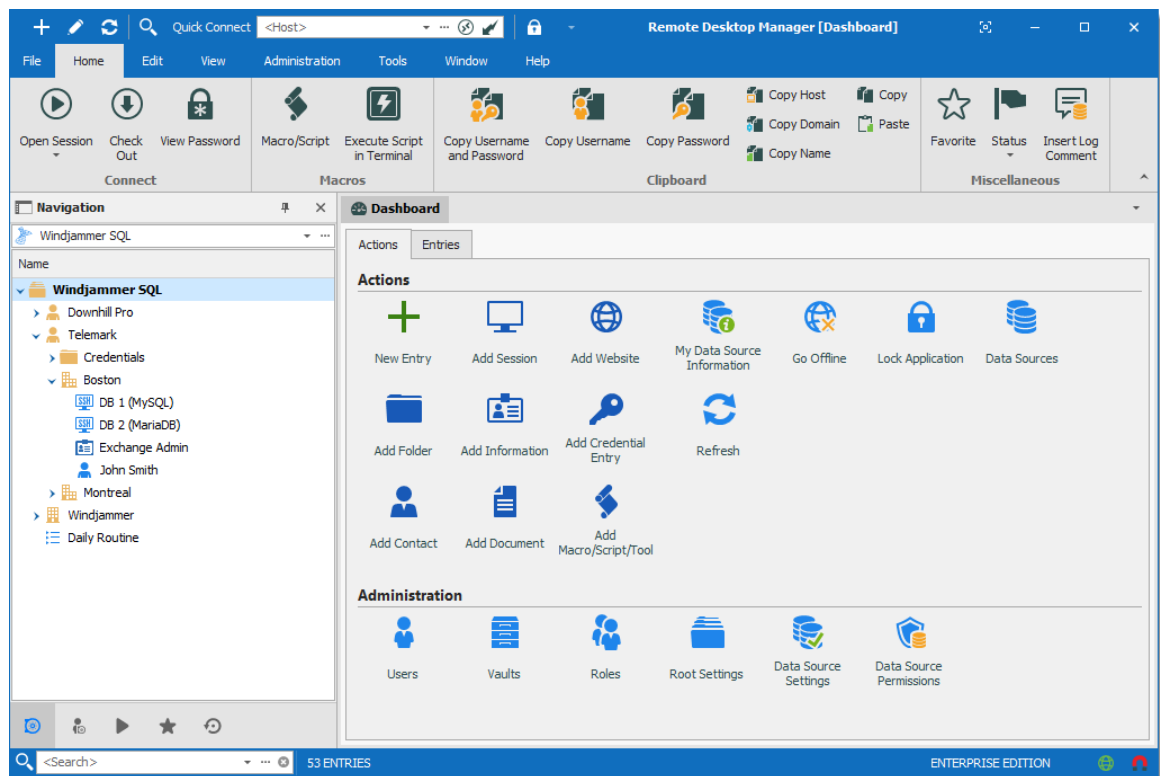 Quick Connect <Host> Remote Desktop Manager [Dashboard]
File Home Edit View Administration Tools Window Help
Open Session
Check Out
View Password
Connect
Macro/Script
Execute Script in Terminal
Macros
Copy Username and Password
Copy Username
Copy Password
Copy Host
Copy Domain
Copy Name
Copy
Paste
Clipboard
Favorite
Status
Insert Log Comment
Miscellaneous
Navigation
Windjammer SQL
Name
Windjammer SQL
Downhill Pro
Telemark
Credentials
Boston
SSH DB 1 (MySQL)
SSH DB 2 (MariaDB)
Exchange Admin
John Smith
Montreal
Windjammer
Daily Routine
Dashboard
Actions Entries
Actions
New Entry
Add Session
Add Website
My Data Source Information
Go Offline
Lock Application
Data Sources
Add Folder
Add Information
Add Credential Entry
Refresh
Add Contact
Add Document
Add Macro/Script/Tool
Administration
Users
Vaults
Roles
Root Settings
Data Source Settings
Data Source Permissions
<Search> 53 ENTRIES ENTERPRISE EDITION